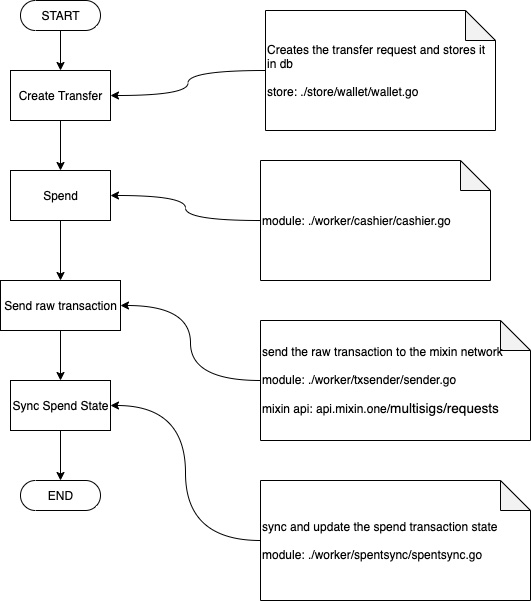 START
Creates the transfer request and stores it
in db
store: ./store/wallet/wallet.go
Create Transfer
Spend
module: ./worker/cashier/cashier.go
Send raw transaction
send the raw transaction to the mixin network
module: ./worker/txsender/sender.go
mixin api: api.mixin.one/multisigs/requests
Sync Spend State
END
sync and update the spend transaction state
module: ./worker/spentsync/spentsync.go